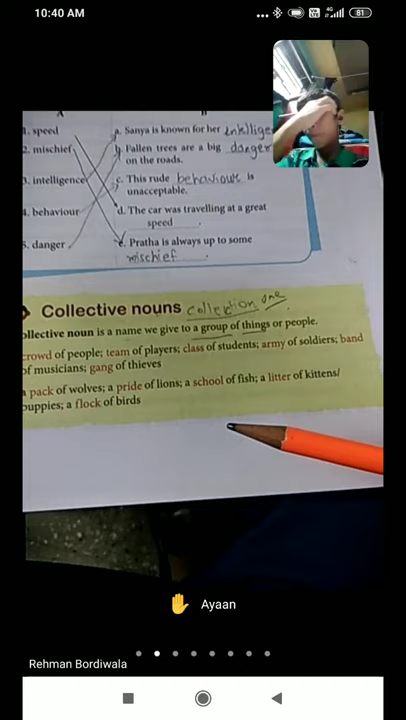 10:40 AM
... 4G 81
A B
1. speed
a. Sanya is known for her intellige
2. mischief
b. Fallen trees are a big danger
on the roads.
3. intelligence
c. This rude behaviour is
unacceptable.
4. behaviour
d. The car was travelling at a great
speed
5. danger
e. Pratha is always up to some
mischief .
Collective nouns collection one
ollective noun is a name we give to a group of things or people.
crowd of people; team of players; class of students; army of soldiers; band
of musicians; gang of thieves
a pack of wolves; a pride of lions; a school of fish; a litter of kittens/
puppies; a flock of birds
Ayaan
Rehman Bordiwala